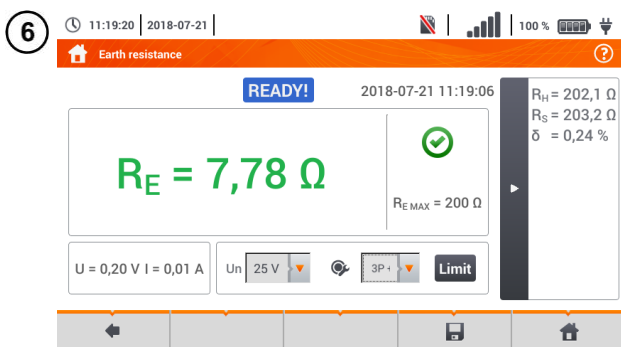 6
11:19:20 2018-07-21 100 %
Earth resistance ?
READY! 2018-07-21 11:19:06
RE = 7,78 Ω
RE MAX = 200 Ω
RH = 202,1 Ω
RS = 203,2 Ω
δ = 0,24 %
U = 0,20 V I = 0,01 A
Un 25 V 3P+ Limit